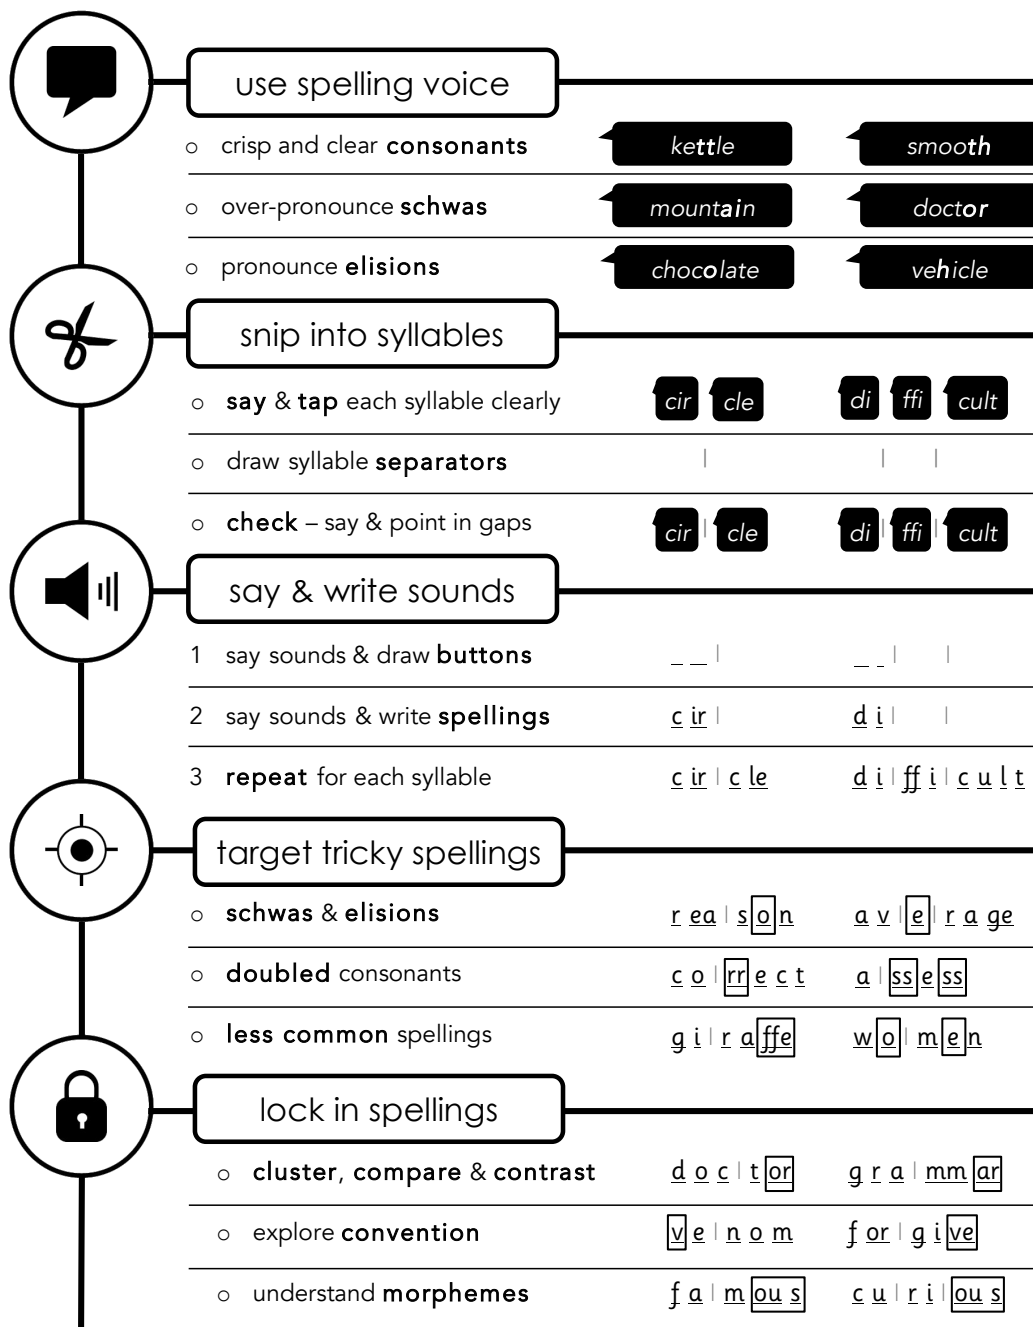 use spelling voice
○ crisp and clear consonants kettle smooth
○ over-pronounce schwas mountain doctor
○ pronounce elisions chocolate vehicle
snip into syllables
○ say & tap each syllable clearly cir cle di ffi cult
○ draw syllable separators | | |
○ check – say & point in gaps cir | cle di | ffi | cult
say & write sounds
1 say sounds & draw buttons _ _ | _ _ | |
2 say sounds & write spellings c ir | d i | |
3 repeat for each syllable c ir | c le d i | ff i | c u l t
target tricky spellings
○ schwas & elisions r ea | s o n a v | e | r a ge
○ doubled consonants c o | rr e c t a | ss e ss
○ less common spellings g i | r a ffe w o | m e n
lock in spellings
○ cluster, compare & contrast d o c | t or g r a | mm ar
○ explore convention v e | n o m f or | g i ve
○ understand morphemes f a | m ou s c u | r i | ou s